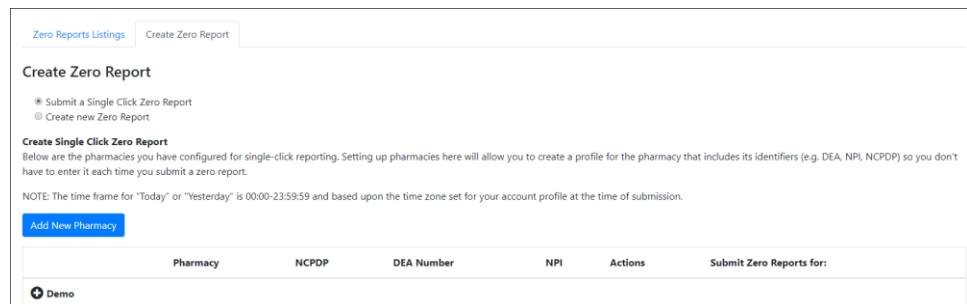 Zero Reports Listings Create Zero Report
Create Zero Report
Submit a Single Click Zero Report
Create new Zero Report
Create Single Click Zero Report
Below are the pharmacies you have configured for single-click reporting. Setting up pharmacies here will allow you to create a profile for the pharmacy that includes its identifiers (e.g. DEA, NPI, NCPDP) so you don't
have to enter it each time you submit a zero report.
NOTE: The time frame for "Today" or "Yesterday" is 00:00-23:59:59 and based upon the time zone set for your account profile at the time of submission.
Add New Pharmacy
Pharmacy NCPDP DEA Number NPI Actions Submit Zero Reports for:
Demo